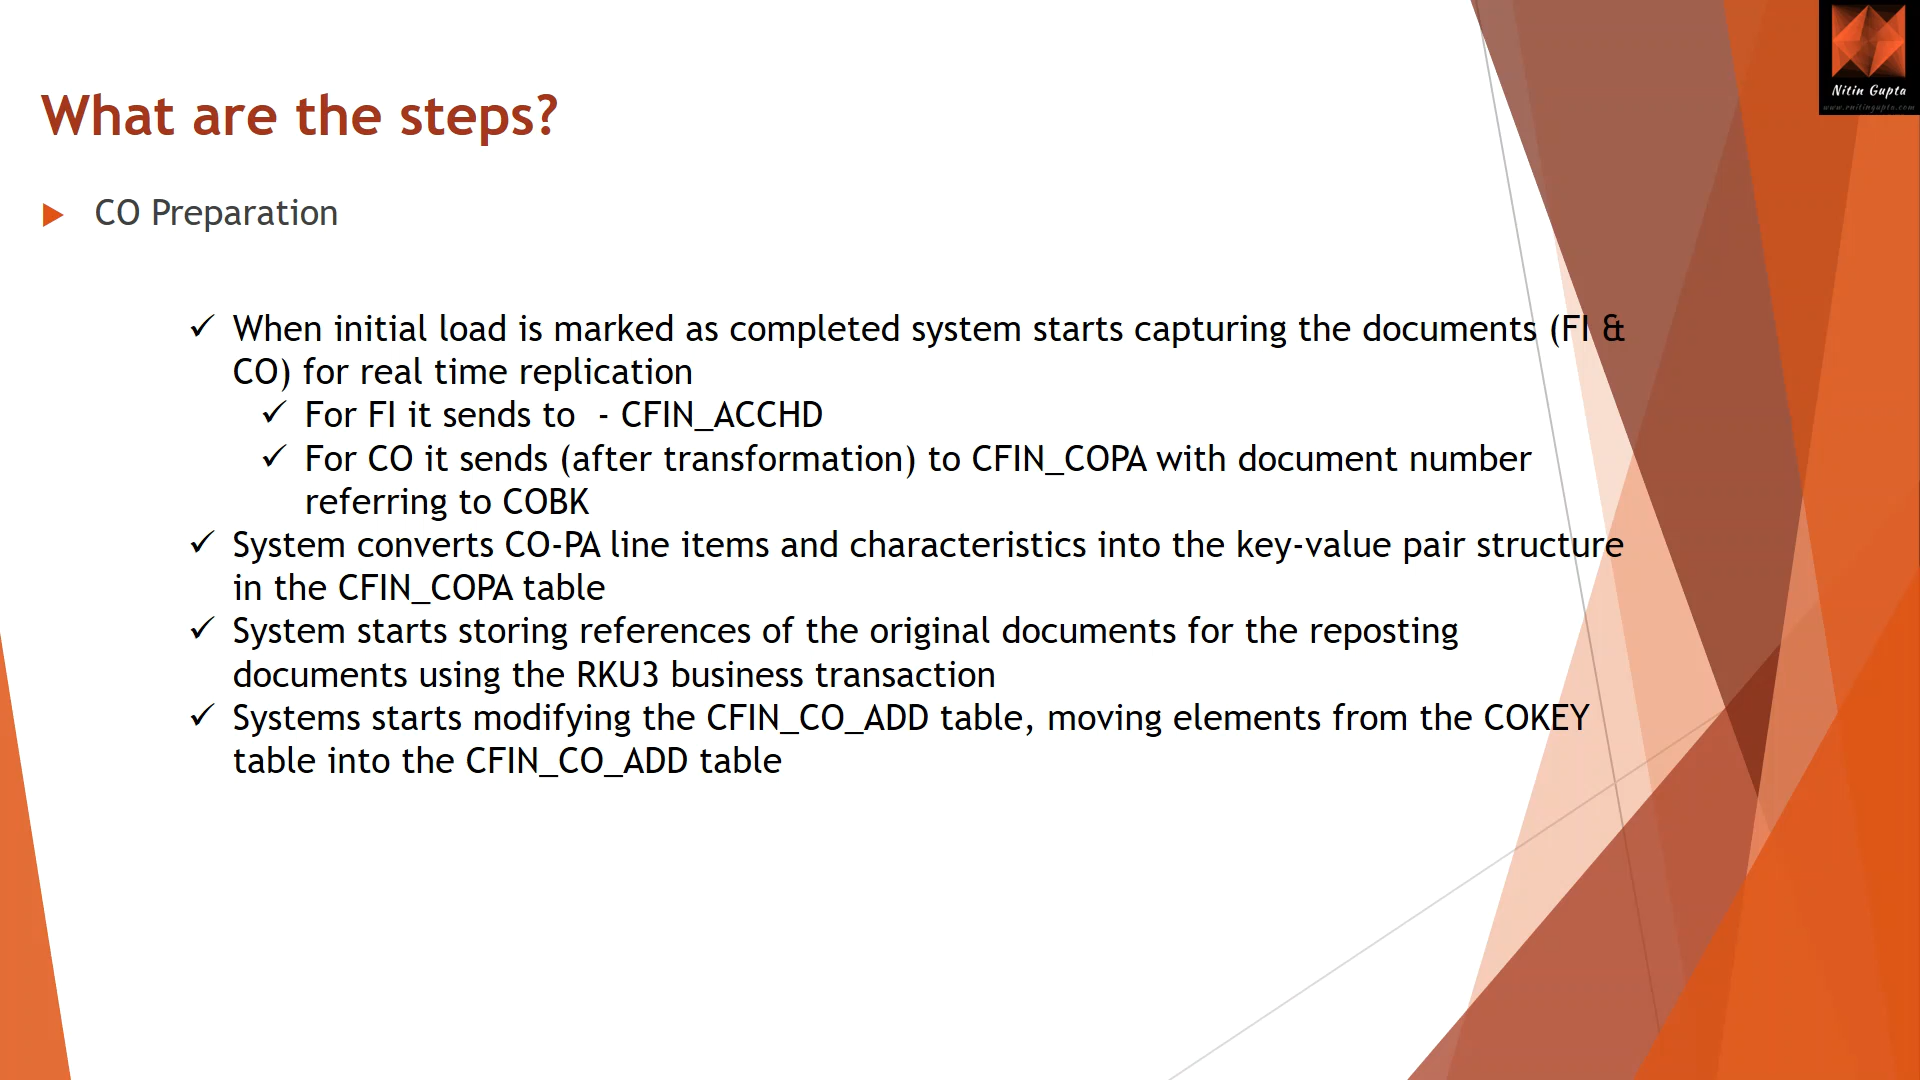 Nitin Gupta
www.rnitingupta.com
What are the steps?
CO Preparation
When initial load is marked as completed system starts capturing the documents (FI &
CO) for real time replication
For FI it sends to - CFIN_ACCHD
For CO it sends (after transformation) to CFIN_COPA with document number
referring to COBK
System converts CO-PA line items and characteristics into the key-value pair structure
in the CFIN_COPA table
System starts storing references of the original documents for the reposting
documents using the RKU3 business transaction
Systems starts modifying the CFIN_CO_ADD table, moving elements from the COKEY
table into the CFIN_CO_ADD table